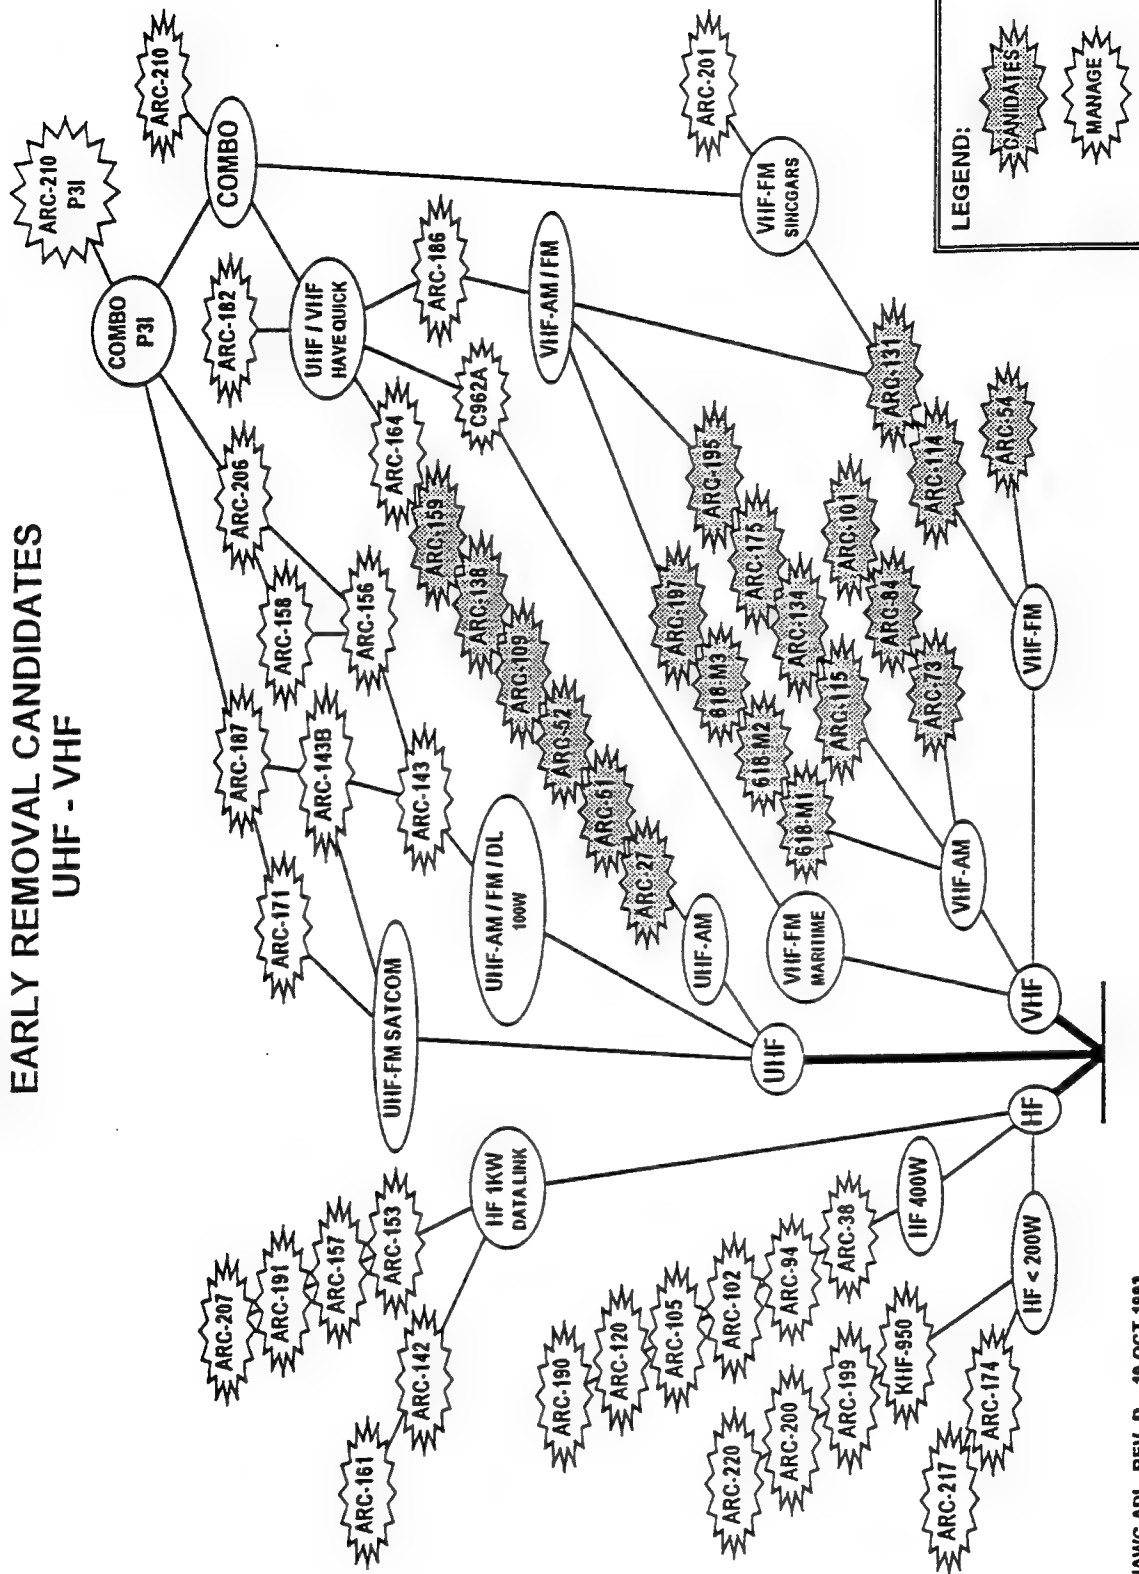 EARLY REMOVAL CANDIDATES
UHF - VHF
ARC-210
P3I
COMBO
P3I
ARC-210
COMBO
ARC-182
UHF / VHF
HAVE QUICK
ARC-186
VHF-AM / FM
ARC-201
VHF-FM
SINCGARS
ARC-206
ARC-158
ARC-156
ARC-187
ARC-143B
ARC-143
ARC-171
UHF-FM SATCOM
UHF-AM / FM / DL
100W
ARC-164
ARC-159
ARC-138
ARC-109
ARC-52
ARC-51
ARC-27
UHF-AM
C962A
VHF-FM
MARITIME
ARC-197
618-M3
618-M2
618-M1
ARC-195
ARC-175
ARC-134
ARC-115
ARC-101
ARC-84
ARC-73
VHF-AM
ARC-131
ARC-114
ARC-54
VHF-FM
UHF
VHF
HF
ARC-207
ARC-191
ARC-157
ARC-153
ARC-161
ARC-142
HF 1KW
DATA LINK
ARC-190
ARC-120
ARC-105
ARC-102
ARC-94
ARC-38
HF 400W
ARC-220
ARC-200
ARC-199
KHF-950
ARC-217
ARC-174
HF < 200W
LEGEND:
CANIDATES
MANAGE
REV. D
OCT